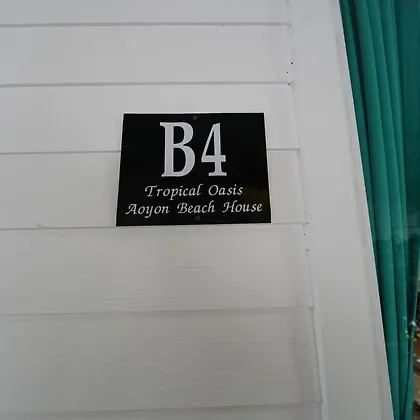 B4
Tropical Oasis
Aoyon Beach House